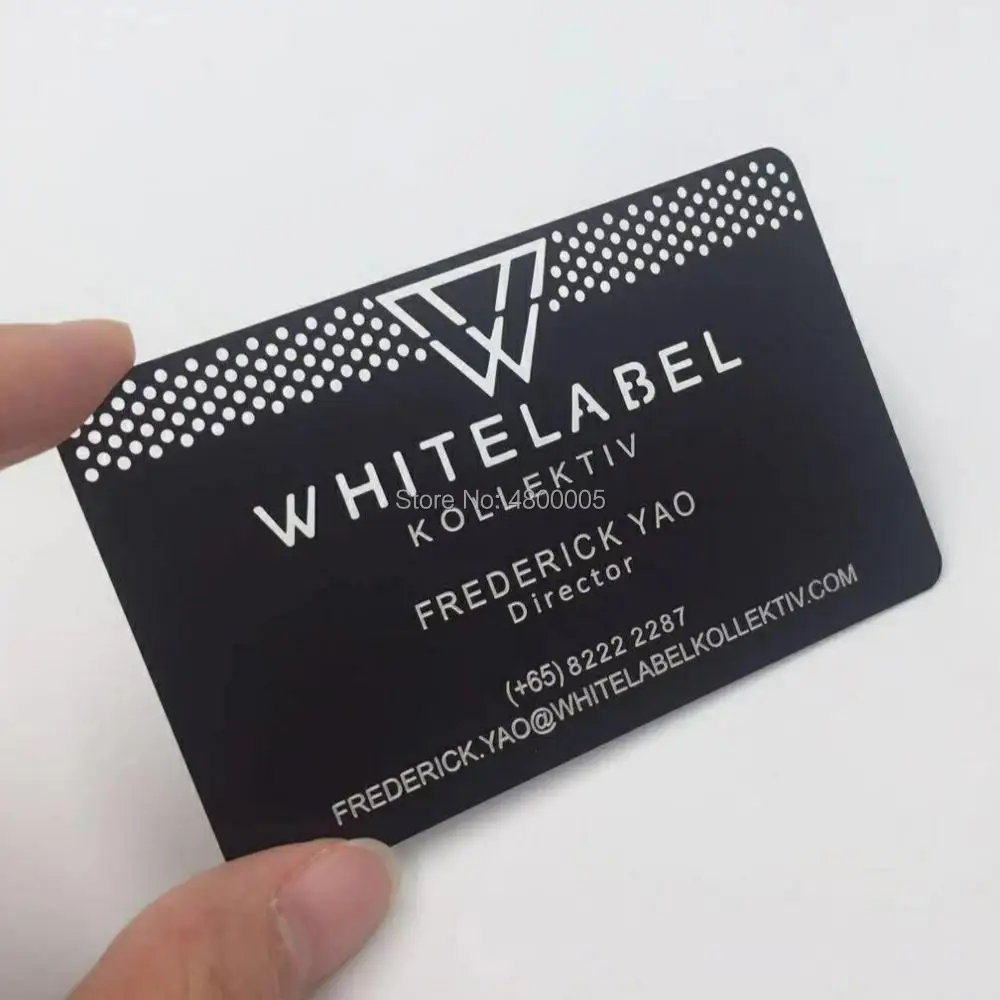 WHITELABEL
KOLLEKTIV
Store No: 4800005
FREDERICK YAO
Director
(+65) 8222 2287
FREDERICK.YAO@WHITELABELKOLLEKTIV.COM